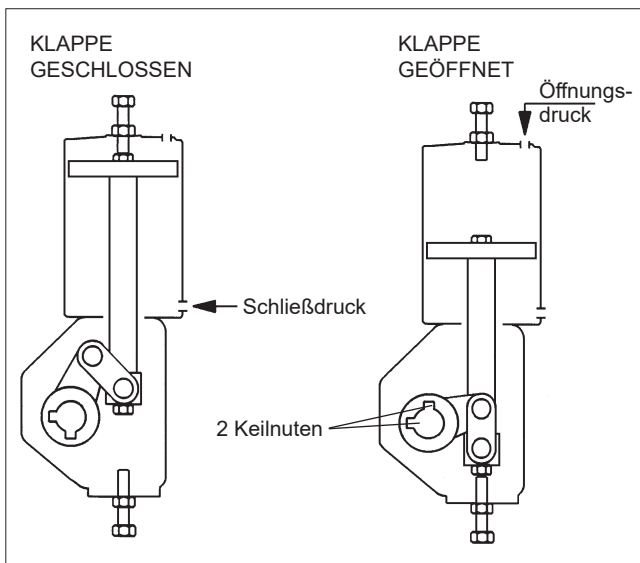 KLAPPE
GESCHLOSSEN
KLAPPE
GEÖFFNET
Öffnungs-
druck
Schließdruck
2 Keilnuten